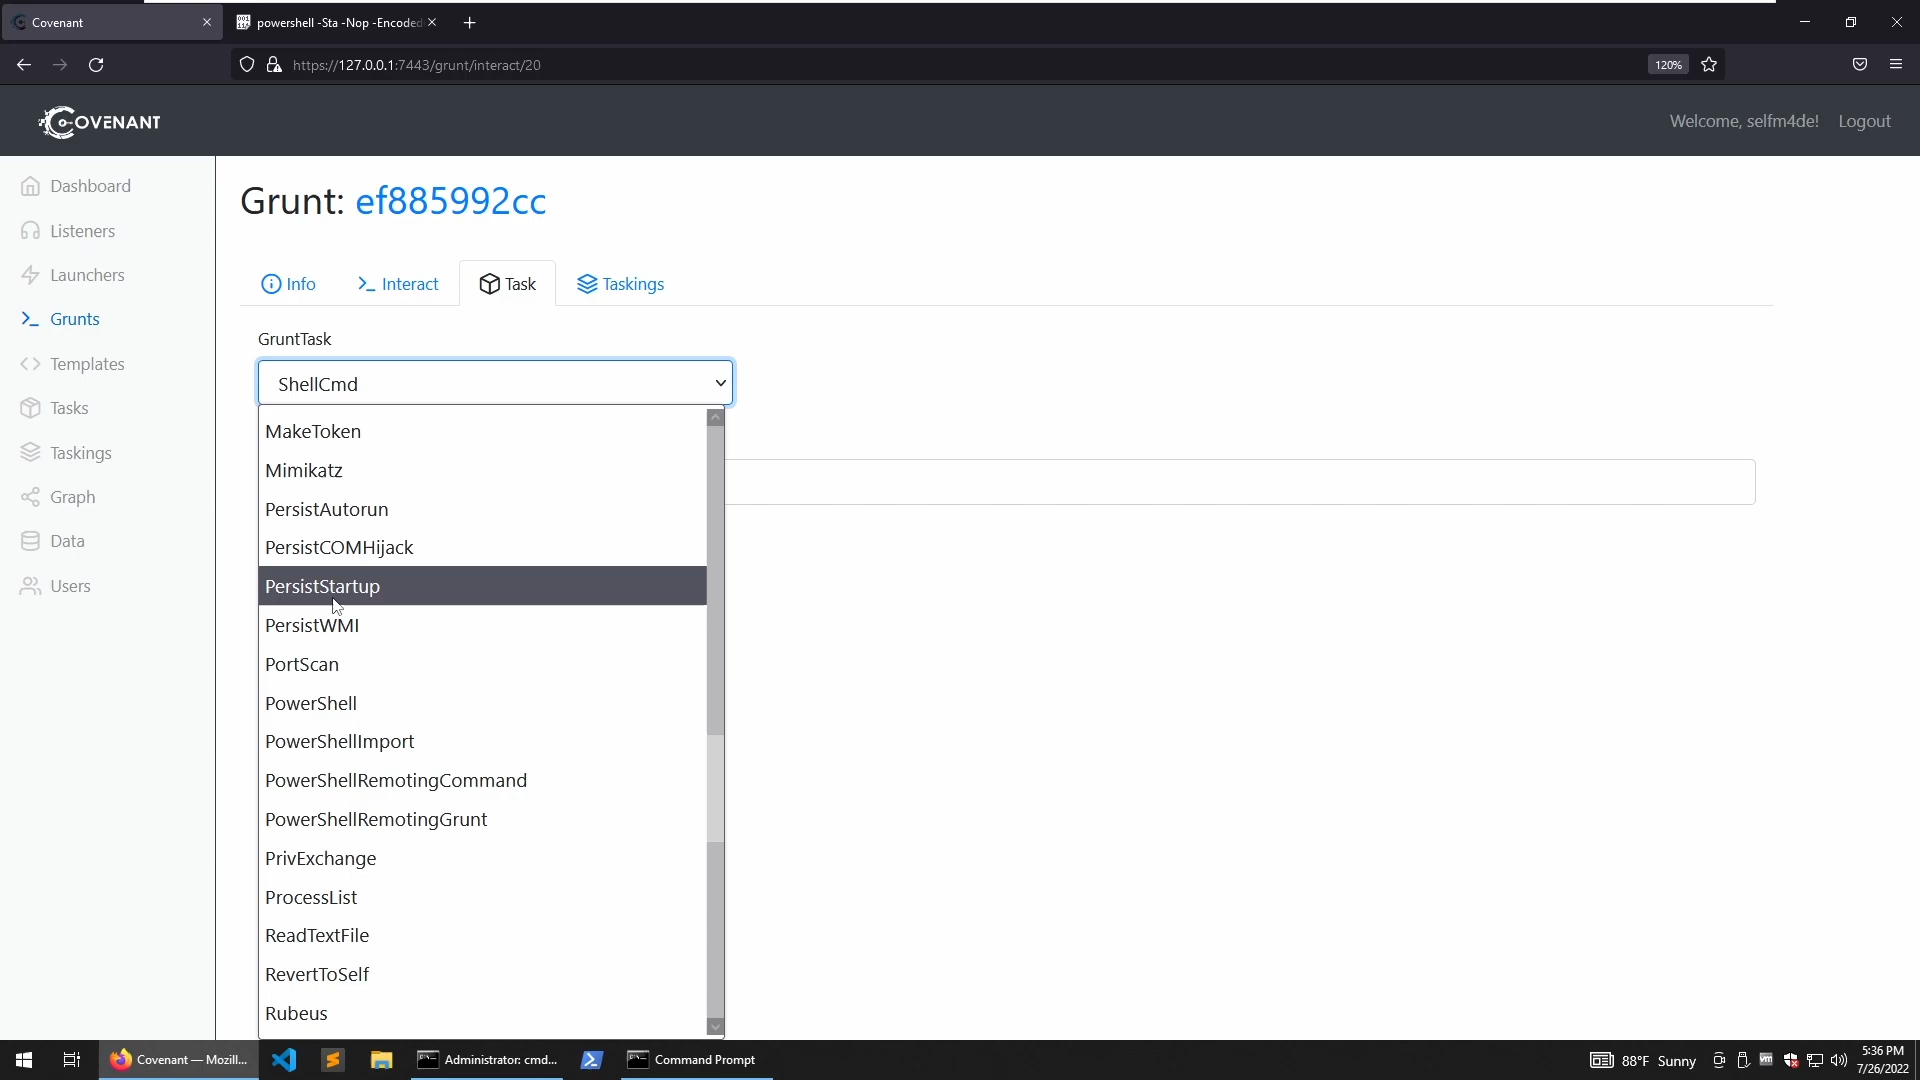 Covenant
powershell -Sta -Nop -Encoded
https://127.0.0.1:7443/grunt/interact/20
120%
COVENANT
Welcome, selfm4de!
Logout
Dashboard
Listeners
Launchers
Grunts
Templates
Tasks
Taskings
Graph
Data
Users
Grunt: ef885992cc
Info
Interact
Task
Taskings
GruntTask
ShellCmd
MakeToken
Mimikatz
PersistAutorun
PersistCOMHijack
PersistStartup
PersistWMI
PortScan
PowerShell
PowerShellImport
PowerShellRemotingCommand
PowerShellRemotingGrunt
PrivExchange
ProcessList
ReadTextFile
RevertToSelf
Rubeus
Covenant — Mozill...
Administrator: cmd...
Command Prompt
88°F Sunny
5:36 PM
7/26/2022